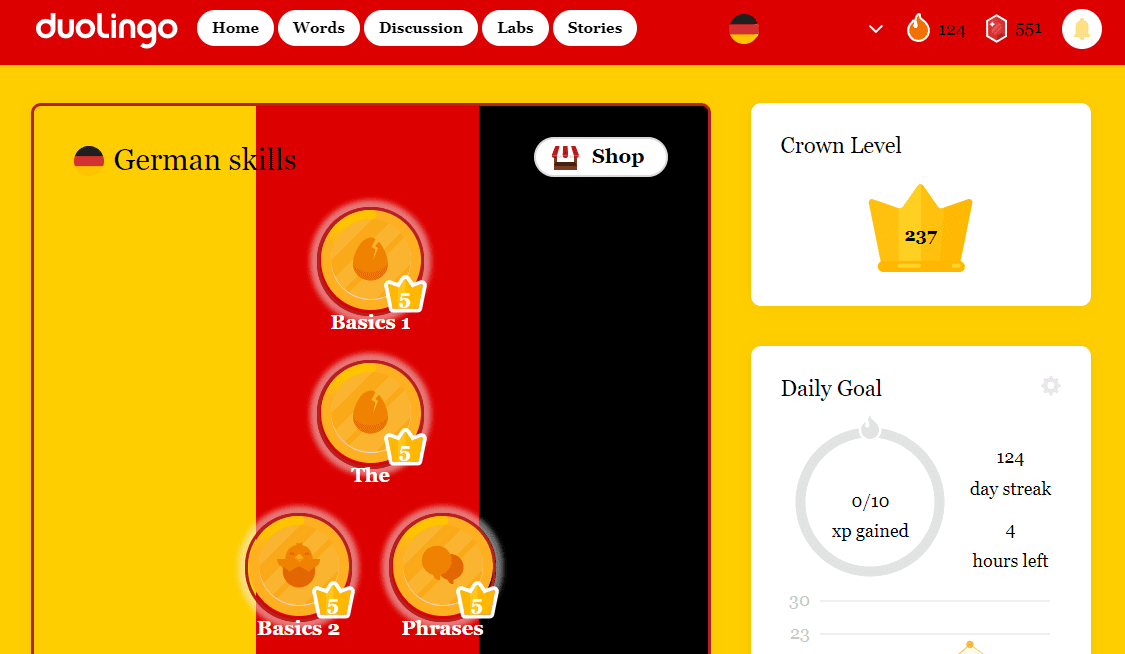 duolingo
Home Words Discussion Labs Stories
124 551
German skills
Shop
5
Basics 1
5
The
5
Basics 2
5
Phrases
Crown Level
237
Daily Goal
0/10
xp gained
124
day streak
4
hours left
30
23